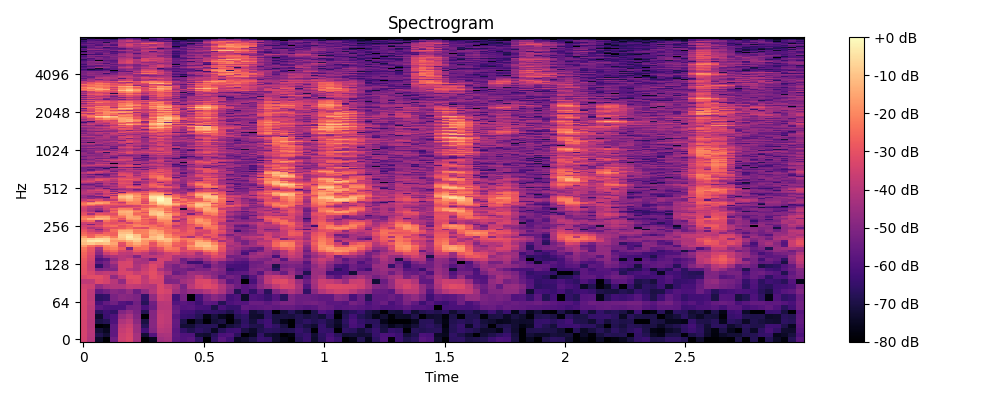 Spectrogram
Hz
4096
2048
1024
512
256
128
64
0
0
0.5
1
1.5
2
2.5
Time
+0 dB
-10 dB
-20 dB
-30 dB
-40 dB
-50 dB
-60 dB
-70 dB
-80 dB